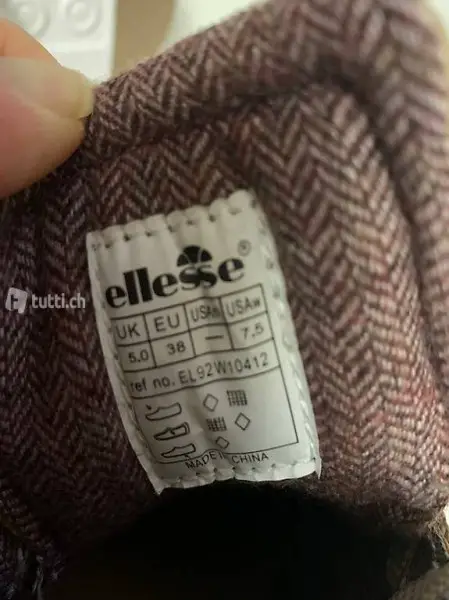 ellesse®
tutti.ch
UK EU USAm USAw
5.0 38 — 7.5
ref no. EL92W10412
MADE IN CHINA